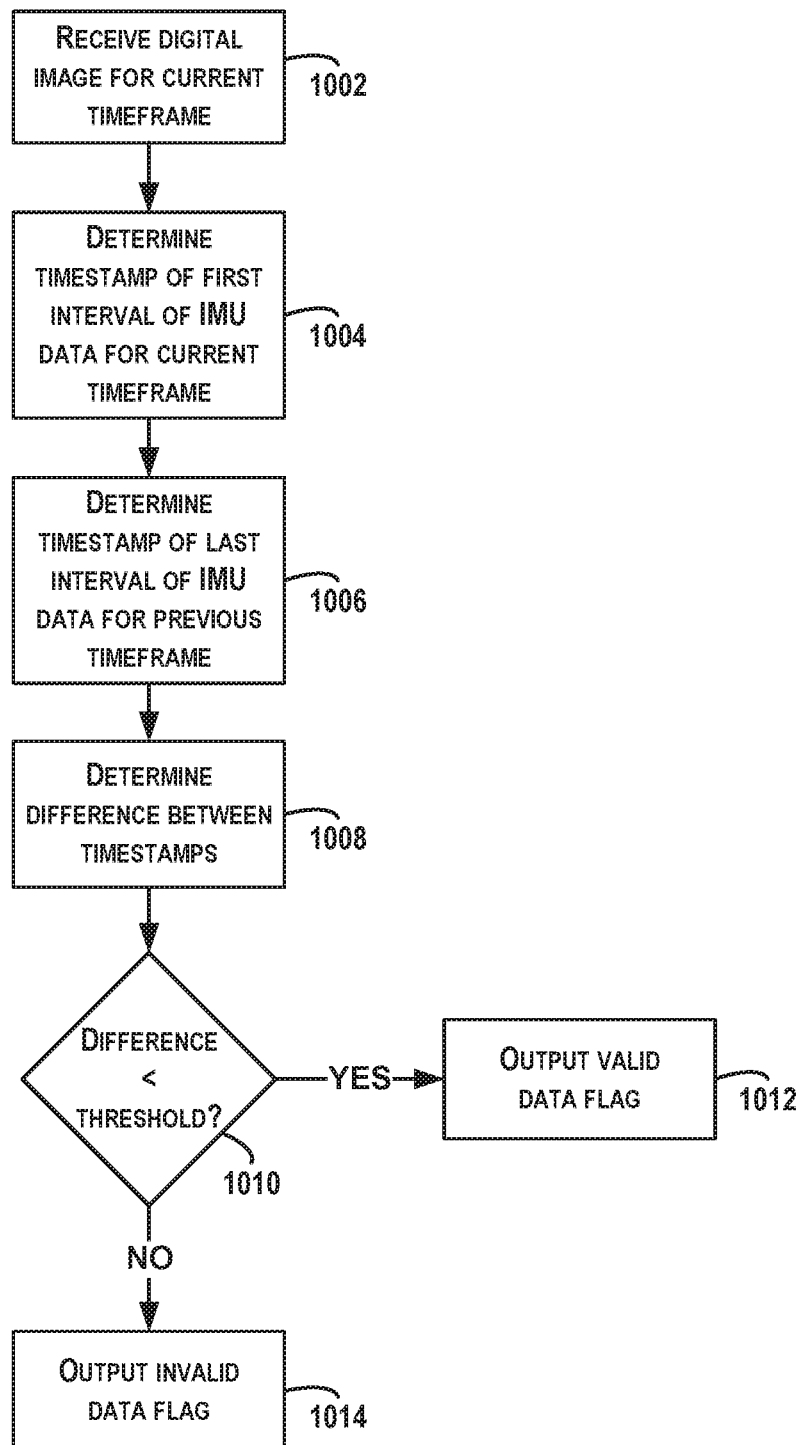 RECEIVE DIGITAL
IMAGE FOR CURRENT
TIMEFRAME
1002
DETERMINE
TIMESTAMP OF FIRST
INTERVAL OF IMU
DATA FOR CURRENT
TIMEFRAME
1004
DETERMINE
TIMESTAMP OF LAST
INTERVAL OF IMU
DATA FOR PREVIOUS
TIMEFRAME
1006
DETERMINE
DIFFERENCE BETWEEN
TIMESTAMPS
1008
DIFFERENCE
<
THRESHOLD?
1010
YES
OUTPUT VALID
DATA FLAG
1012
NO
OUTPUT INVALID
DATA FLAG
1014